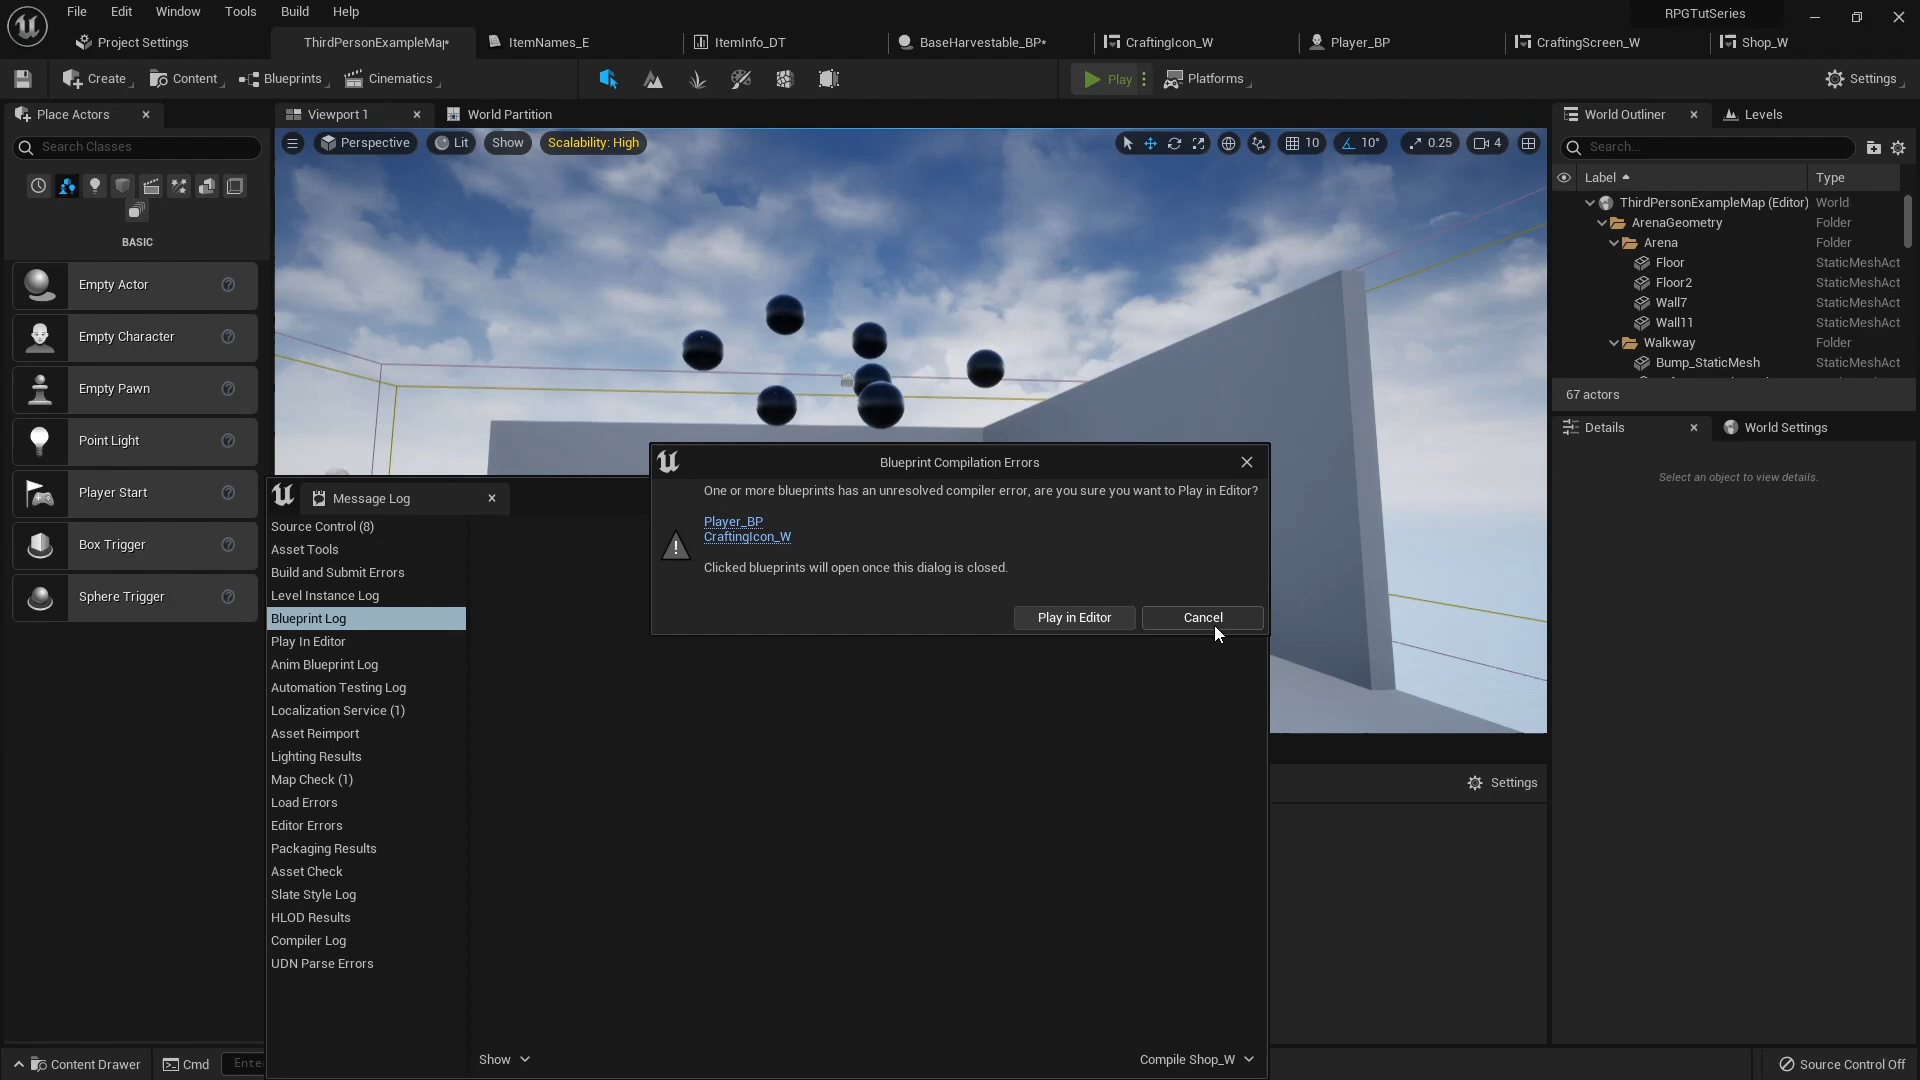 File Edit Window Tools Build Help
RPGTutSeries
Project Settings
ThirdPersonExampleMap*
ItemNames_E
ItemInfo_DT
BaseHarvestable_BP*
CraftingIcon_W
Player_BP
CraftingScreen_W
Shop_W
Create
Content
Blueprints
Cinematics
Play
Platforms
Settings
Place Actors
Viewport 1
World Partition
World Outliner
Levels
Search Classes
Perspective
Lit
Show
Scalability: High
10
10°
0.25
4
Search...
Label
Type
BASIC
Empty Actor
Empty Character
Empty Pawn
Point Light
Player Start
Box Trigger
Sphere Trigger
ThirdPersonExampleMap (Editor) World
ArenaGeometry Folder
Arena Folder
Floor StaticMeshAct
Floor2 StaticMeshAct
Wall7 StaticMeshAct
Wall11 StaticMeshAct
Walkway Folder
Bump_StaticMesh StaticMeshAct
67 actors
Details
World Settings
Select an object to view details.
Blueprint Compilation Errors
One or more blueprints has an unresolved compiler error, are you sure you want to Play in Editor?
Player_BP
CraftingIcon_W
Clicked blueprints will open once this dialog is closed.
Play in Editor
Cancel
Message Log
Source Control (8)
Asset Tools
Build and Submit Errors
Level Instance Log
Blueprint Log
Play In Editor
Anim Blueprint Log
Automation Testing Log
Localization Service (1)
Asset Reimport
Lighting Results
Map Check (1)
Load Errors
Editor Errors
Packaging Results
Asset Check
Slate Style Log
HLOD Results
Compiler Log
UDN Parse Errors
Settings
Show
Compile Shop_W
Content Drawer
Cmd
Ente
Source Control Off